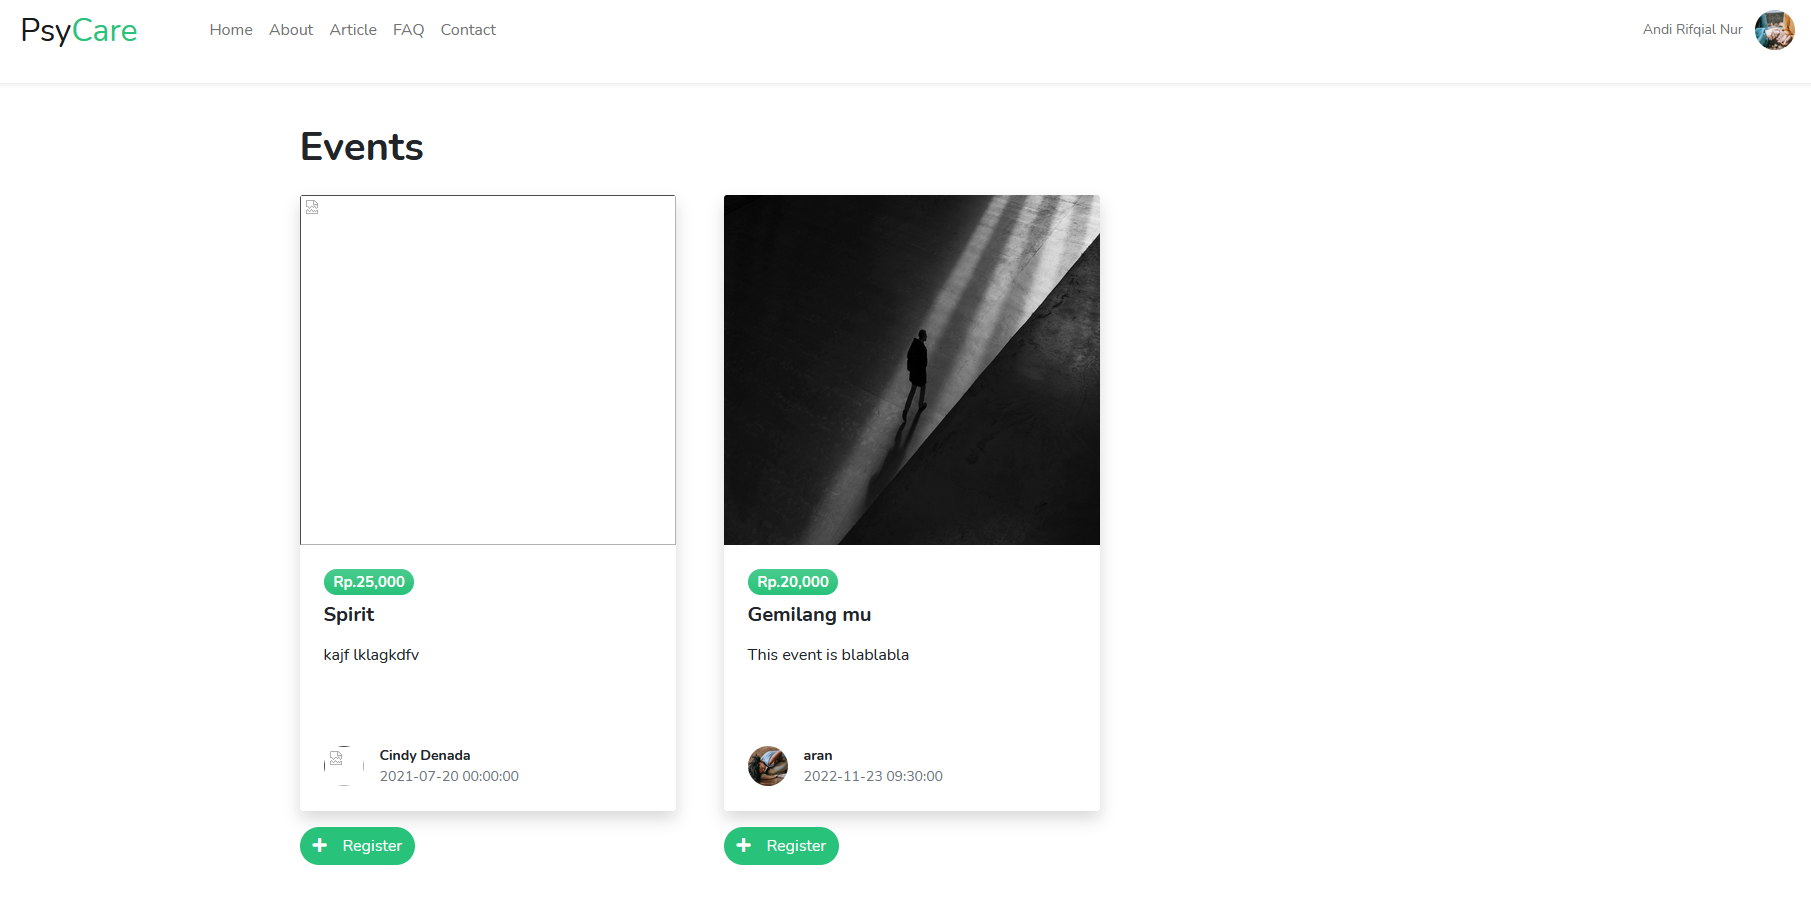 PsyCare
Home About Article FAQ Contact
Andi Rifqial Nur
Events
Rp.25,000
Spirit
kajf lklagkdfv
Cindy Denada
2021-07-20 00:00:00
Register
Rp.20,000
Gemilang mu
This event is blablabla
aran
2022-11-23 09:30:00
Register